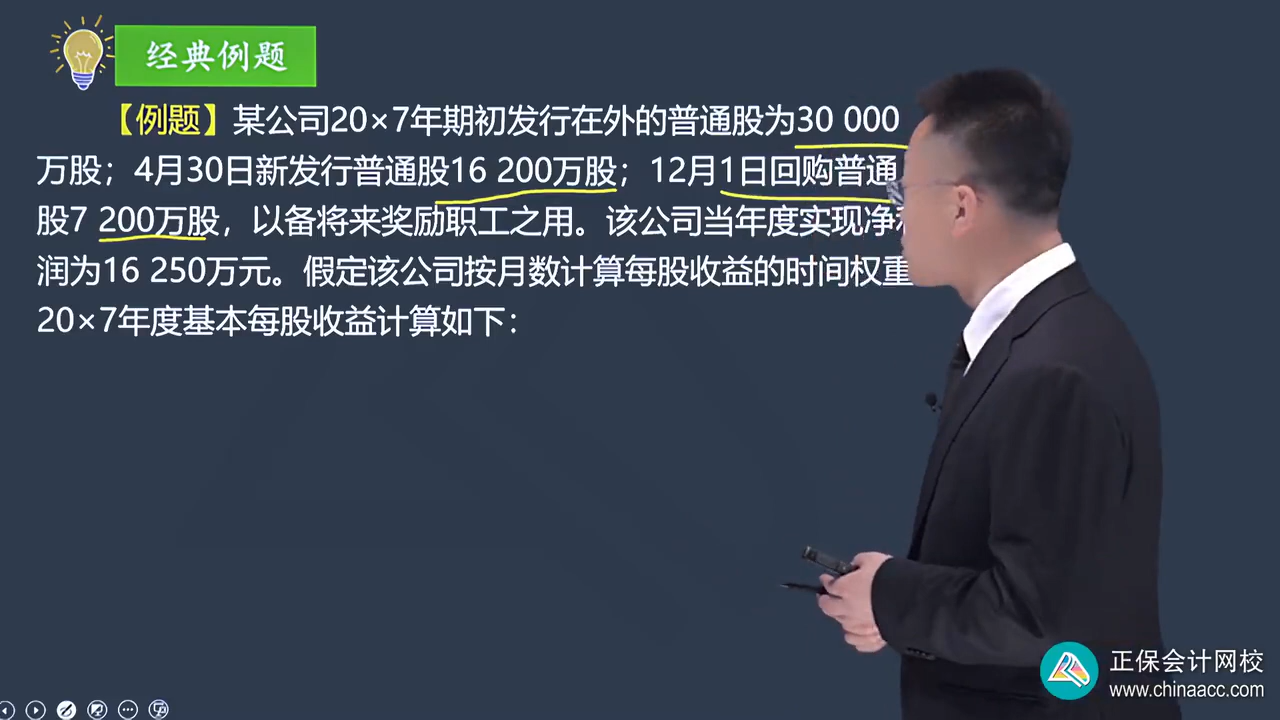 经典例题
【例题】某公司20×7年期初发行在外的普通股为30 000
万股；4月30日新发行普通股16 200万股；12月1日回购普通
股7 200万股，以备将来奖励职工之用。该公司当年度实现净
润为16 250万元。假定该公司按月数计算每股收益的时间权重
20×7年度基本每股收益计算如下：
正保会计网校
www.chinaacc.com